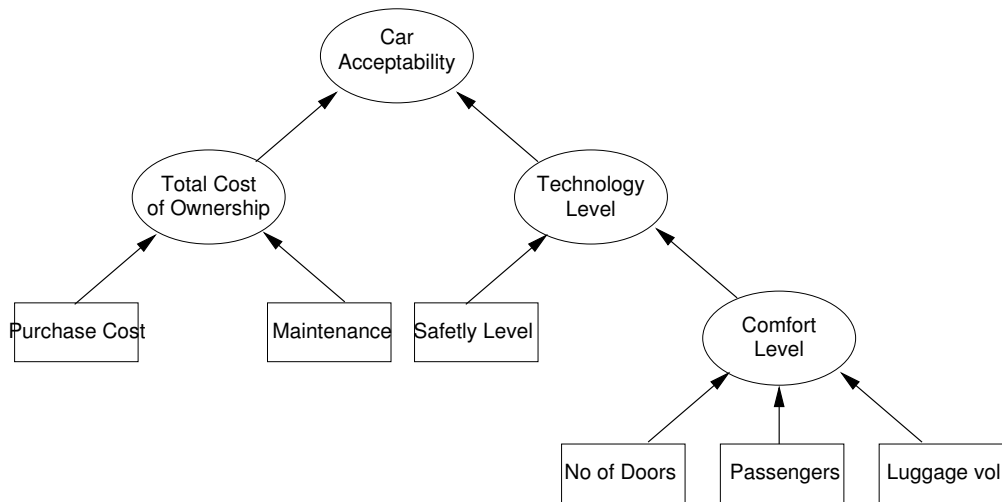 Car
Acceptability
Total Cost
of Ownership
Technology
Level
Purchase Cost
Maintenance
Safetly Level
Comfort
Level
No of Doors
Passengers
Luggage vol